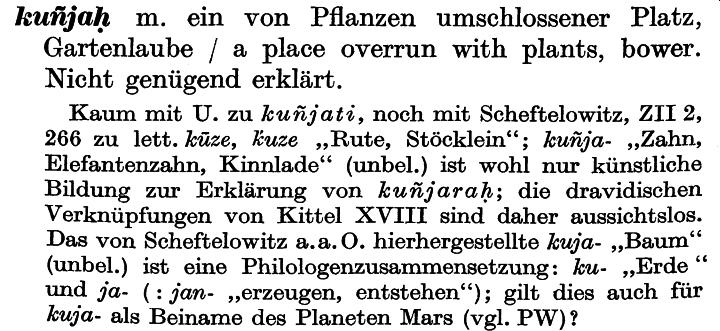 kuñjaḥ m. ein von Pflanzen umschlossener Platz,
Gartenlaube / a place overrun with plants, bower.
Nicht genügend erklärt.
Kaum mit U. zu kuñjati, noch mit Scheftelowitz, ZII 2,
266 zu lett. kūze, ķuze „Rute, Stöcklein“; kuñja- „Zahn,
Elefantenzahn, Kinnlade“ (unbel.) ist wohl nur künstliche
Bildung zur Erklärung von kuñjaraḥ; die dravidischen
Verknüpfungen von Kittel XVIII sind daher aussichtslos.
Das von Scheftelowitz a.a.O. hierhergestellte kuja- „Baum“
(unbel.) ist eine Philologenzusammensetzung: ku- „Erde“
und ja- (: jan- „erzeugen, entstehen“); gilt dies auch für
kuja- als Beiname des Planeten Mars (vgl. PW)?